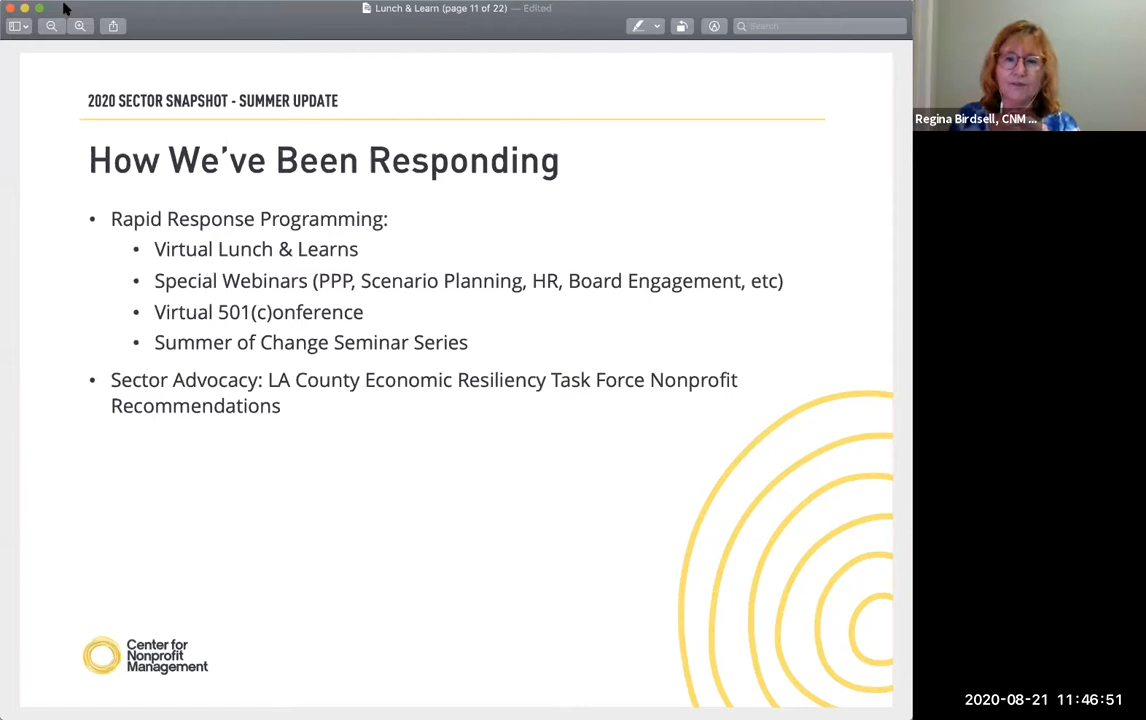 Lunch & Learn (page 11 of 22) — Edited
Search
Regina Birdsell, CNM ...
2020 SECTOR SNAPSHOT - SUMMER UPDATE
How We've Been Responding
• Rapid Response Programming:
• Virtual Lunch & Learns
• Special Webinars (PPP, Scenario Planning, HR, Board Engagement, etc)
• Virtual 501(c)onference
• Summer of Change Seminar Series
• Sector Advocacy: LA County Economic Resiliency Task Force Nonprofit
Recommendations
Center for
Nonprofit
Management
2020-08-21 11:46:51